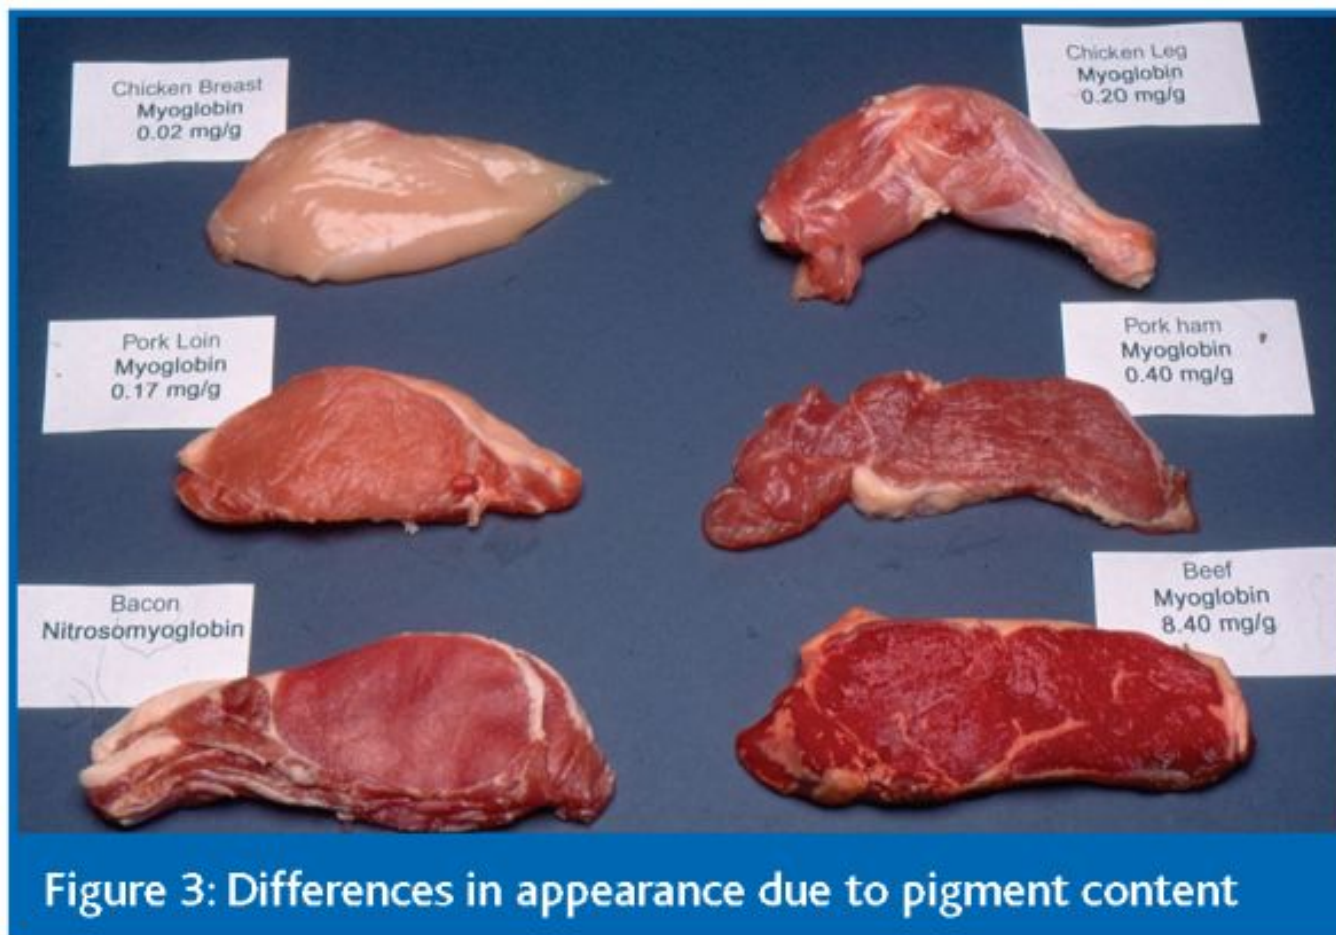 Chicken Breast
Myoglobin
0.02 mg/g
Chicken Leg
Myoglobin
0.20 mg/g
Pork Loin
Myoglobin
0.17 mg/g
Pork ham
Myoglobin
0.40 mg/g
Bacon
Nitrosomyoglobin
Beef
Myoglobin
8.40 mg/g
Figure 3: Differences in appearance due to pigment content